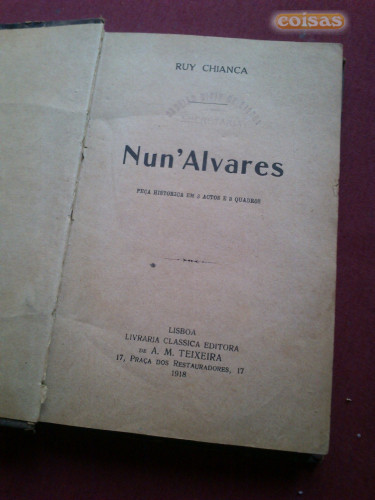 coisas
RUY CHIANCA
Nun'Alvares
PEÇA HISTORICA EM 5 ACTOS E 8 QUADROS
LISBOA
LIVRARIA CLASSICA EDITORA
DE A. M. TEIXEIRA
17, PRAÇA DOS RESTAURADORES, 17
1918